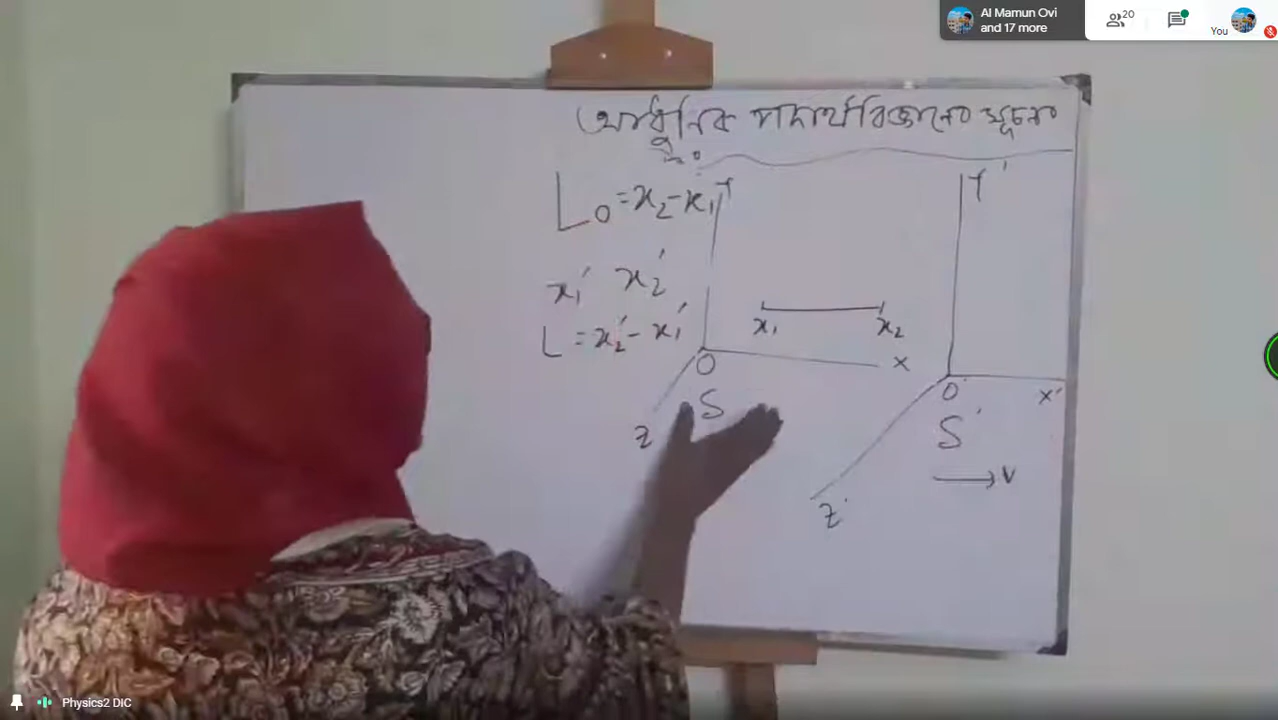 Al Mamun Ovi
and 17 more
20
You
আধুনিক পদার্থবিজ্ঞানের সূচনা
L₀ = x₂ - x₁
Y
Y'
x₁' x₂'
L = x₂' - x₁'
x₁ x₂
O
X
O'
X'
S
S'
Z
→ v
Z'
Physics2 DIC